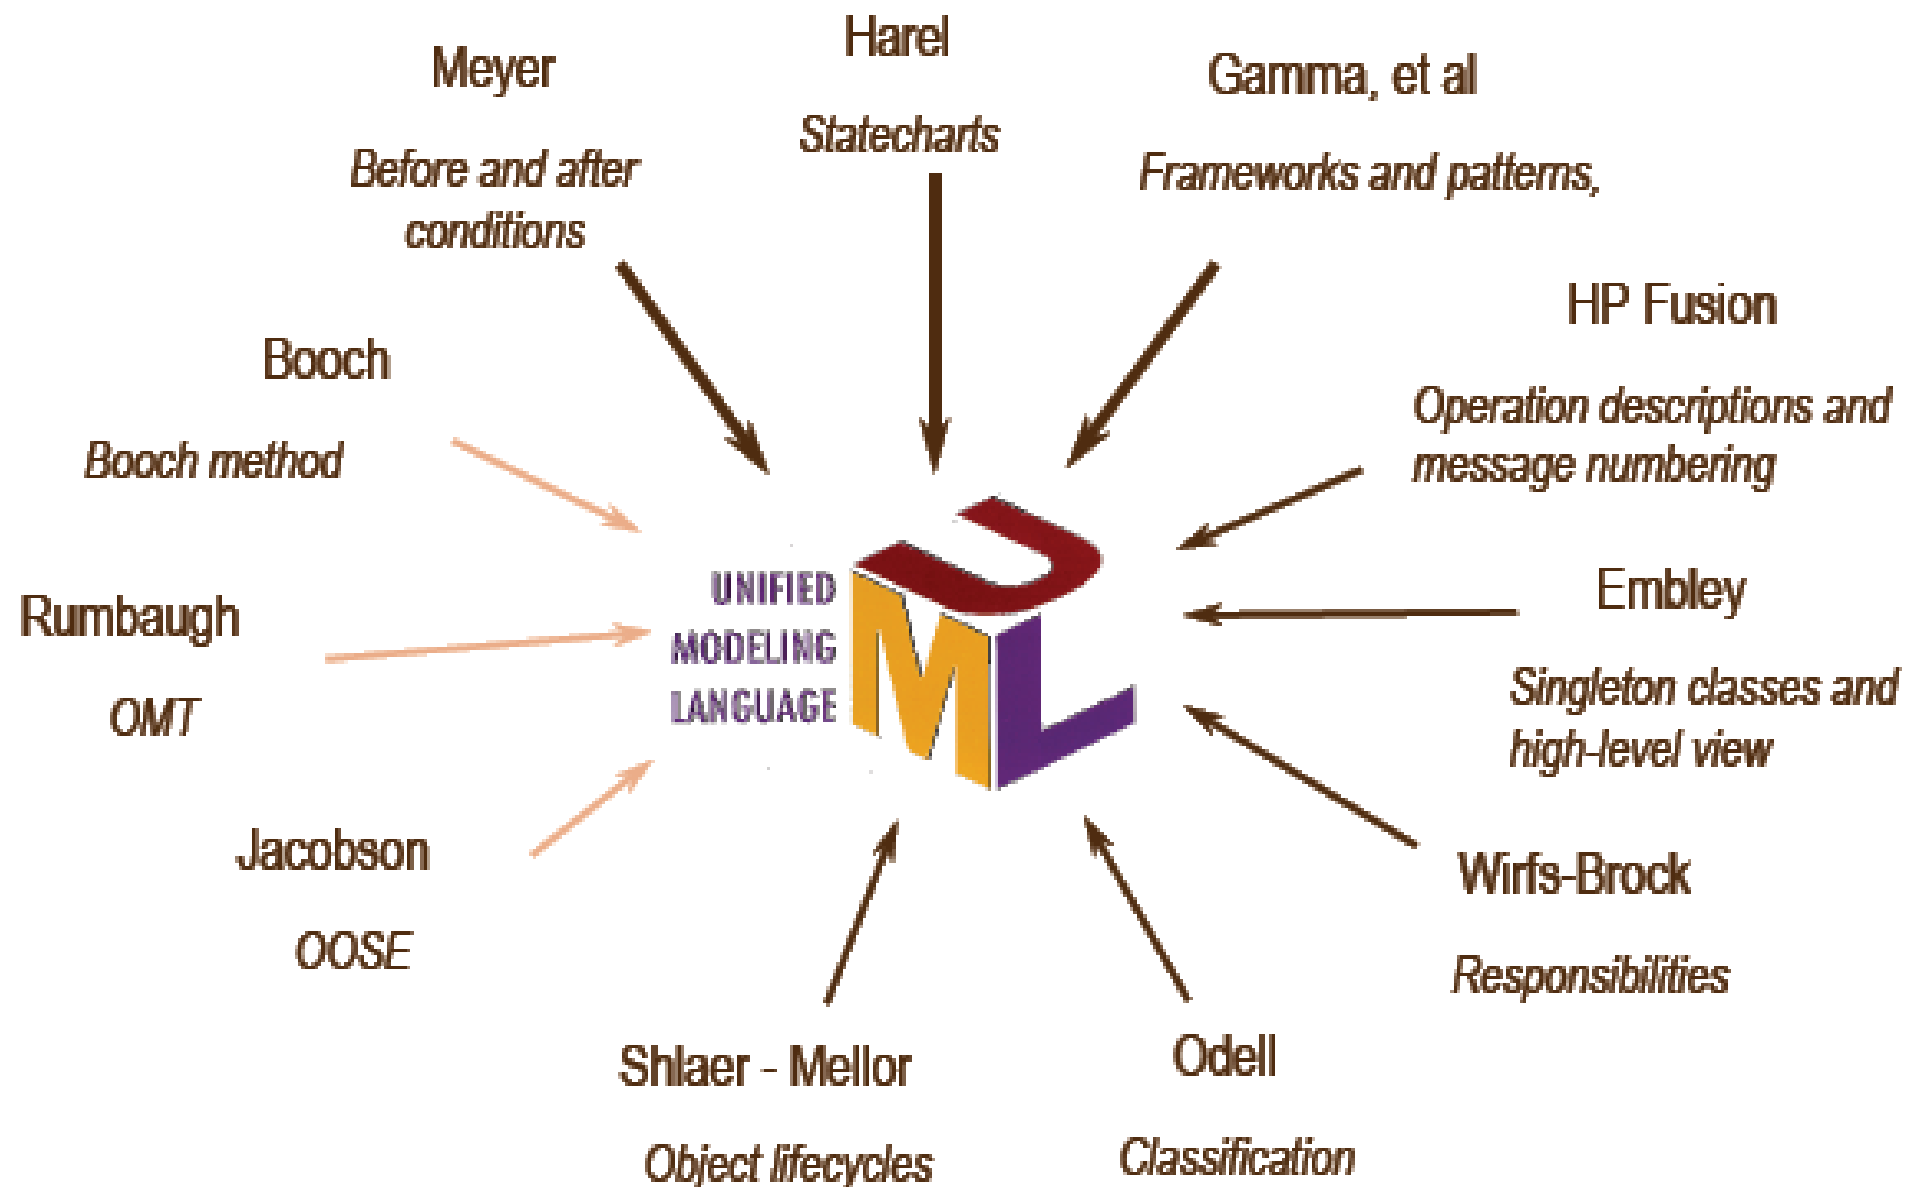 Harel
Statecharts
Meyer
Before and after
conditions
Gamma, et al
Frameworks and patterns,
HP Fusion
Operation descriptions and
message numbering
Booch
Booch method
UNIFIED
MODELING
LANGUAGE
UML
Embley
Singleton classes and
high-level view
Rumbaugh
OMT
Jacobson
OOSE
Wirfs-Brock
Responsibilities
Shlaer - Mellor
Object lifecycles
Odell
Classification